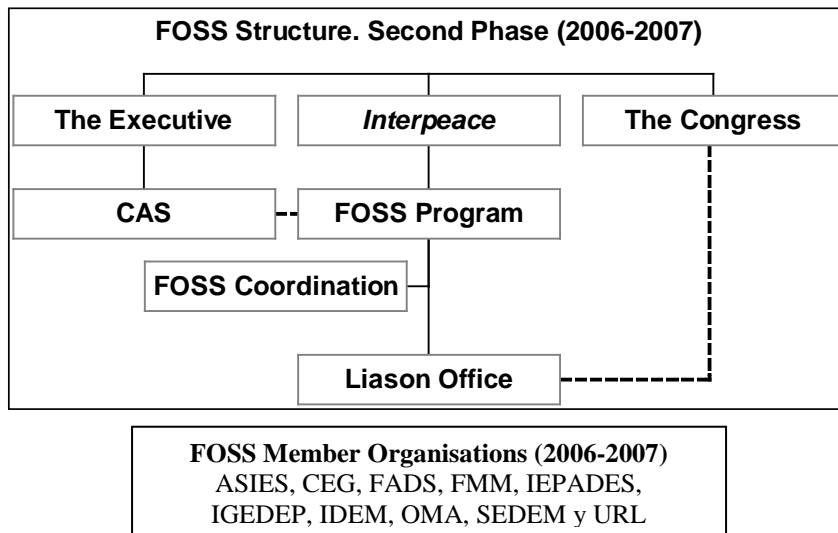 FOSS Structure. Second Phase (2006-2007)
The Executive
Interpeace
The Congress
CAS
FOSS Program
FOSS Coordination
Liason Office
FOSS Member Organisations (2006-2007)
ASIES, CEG, FADS, FMM, IEPADES,
IGEDEP, IDEM, OMA, SEDEM y URL